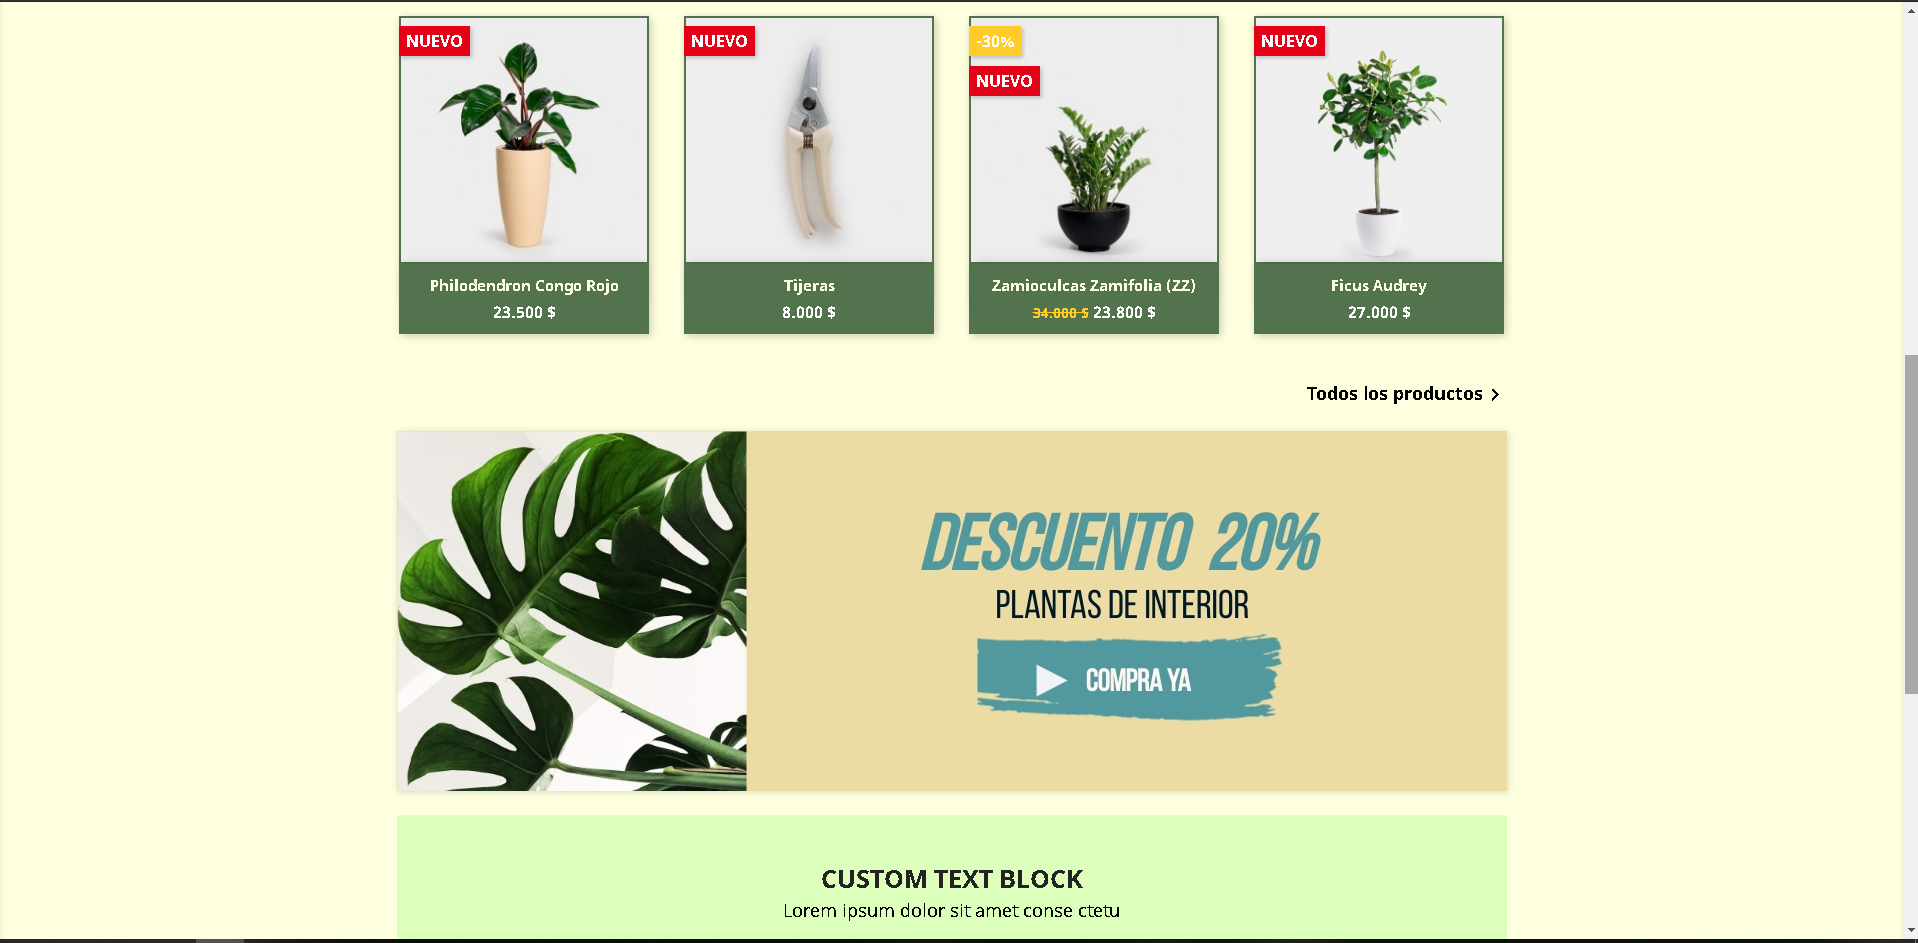 NUEVO
Philodendron Congo Rojo
23.500 $
NUEVO
Tijeras
8.000 $
-30%
NUEVO
Zamioculcas Zamifolia (ZZ)
34.000 $ 23.800 $
NUEVO
Ficus Audrey
27.000 $
Todos los productos
DESCUENTO 20%
PLANTAS DE INTERIOR
COMPRA YA
CUSTOM TEXT BLOCK
Lorem ipsum dolor sit amet conse ctetu